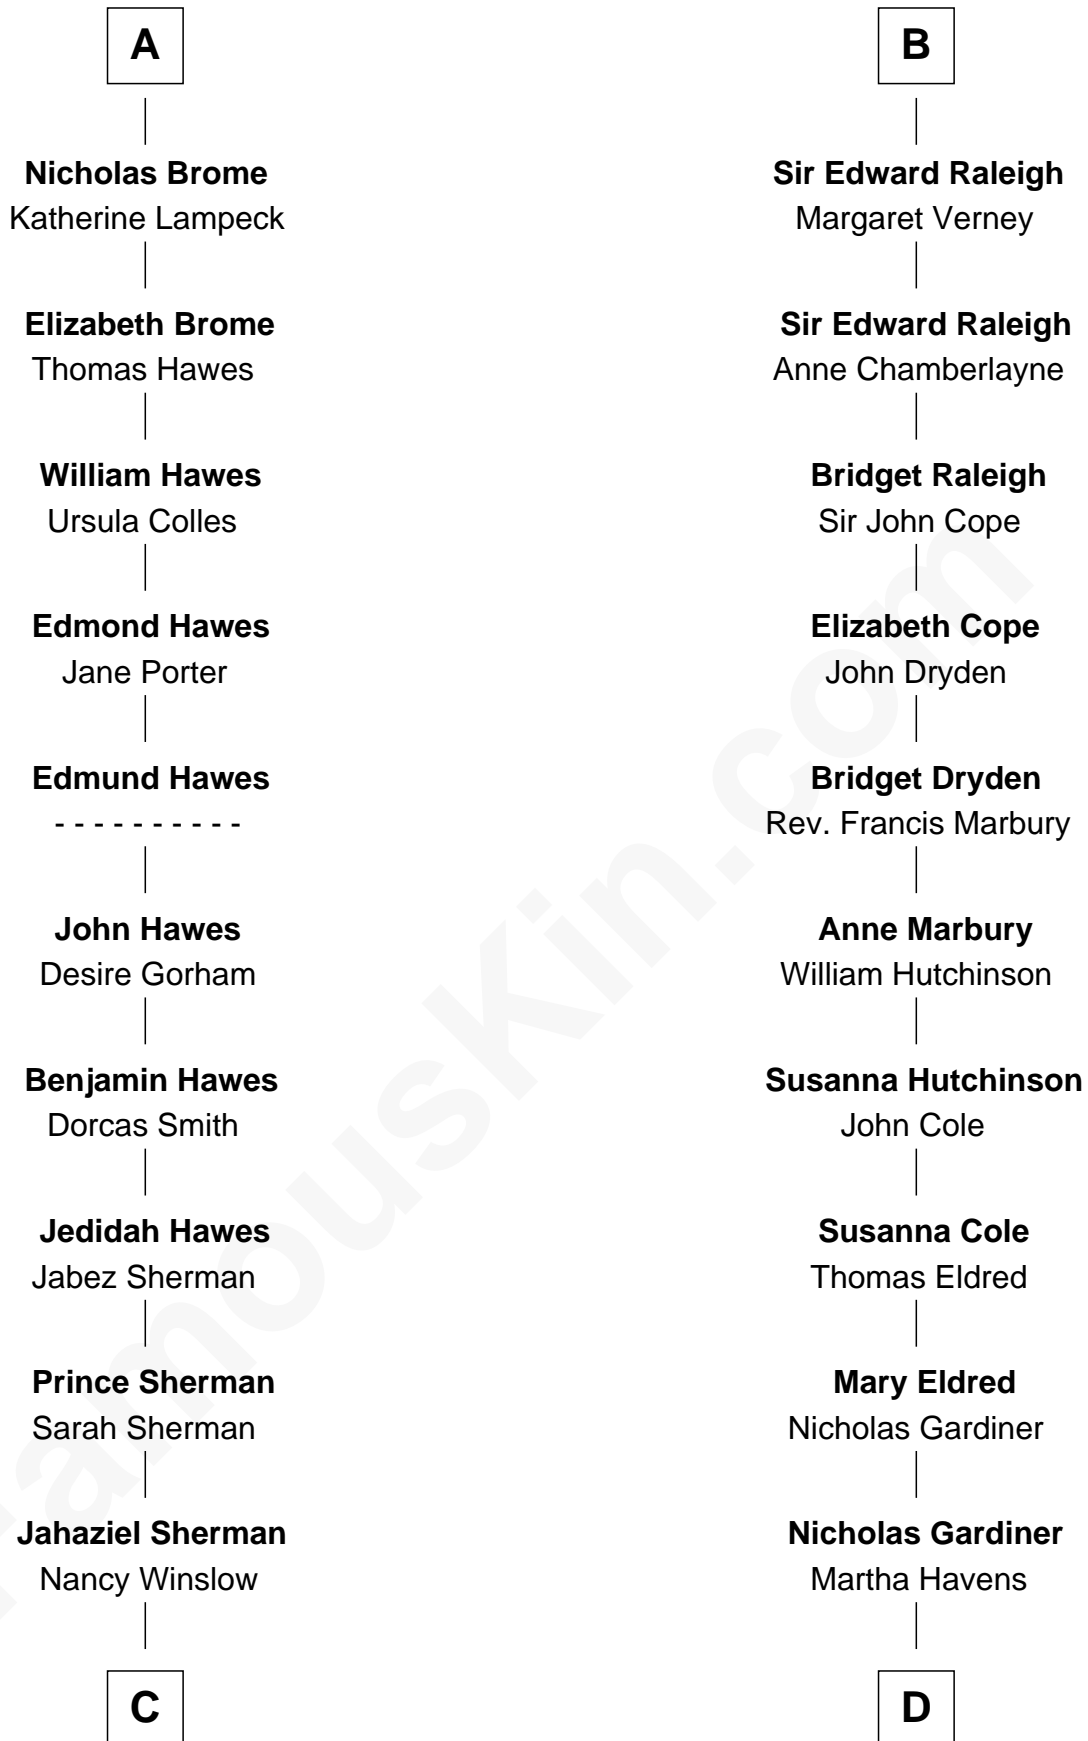 A
Nicholas Brome
Katherine Lampeck
Elizabeth Brome
Thomas Hawes
William Hawes
Ursula Colles
Edmond Hawes
Jane Porter
Edmund Hawes
- - - - - - - - - -
John Hawes
Desire Gorham
Benjamin Hawes
Dorcas Smith
Jedidah Hawes
Jabez Sherman
Prince Sherman
Sarah Sherman
Jahaziel Sherman
Nancy Winslow
C
B
Sir Edward Raleigh
Margaret Verney
Sir Edward Raleigh
Anne Chamberlayne
Bridget Raleigh
Sir John Cope
Elizabeth Cope
John Dryden
Bridget Dryden
Rev. Francis Marbury
Anne Marbury
William Hutchinson
Susanna Hutchinson
John Cole
Susanna Cole
Thomas Eldred
Mary Eldred
Nicholas Gardiner
Nicholas Gardiner
Martha Havens
D
FamousKin.com